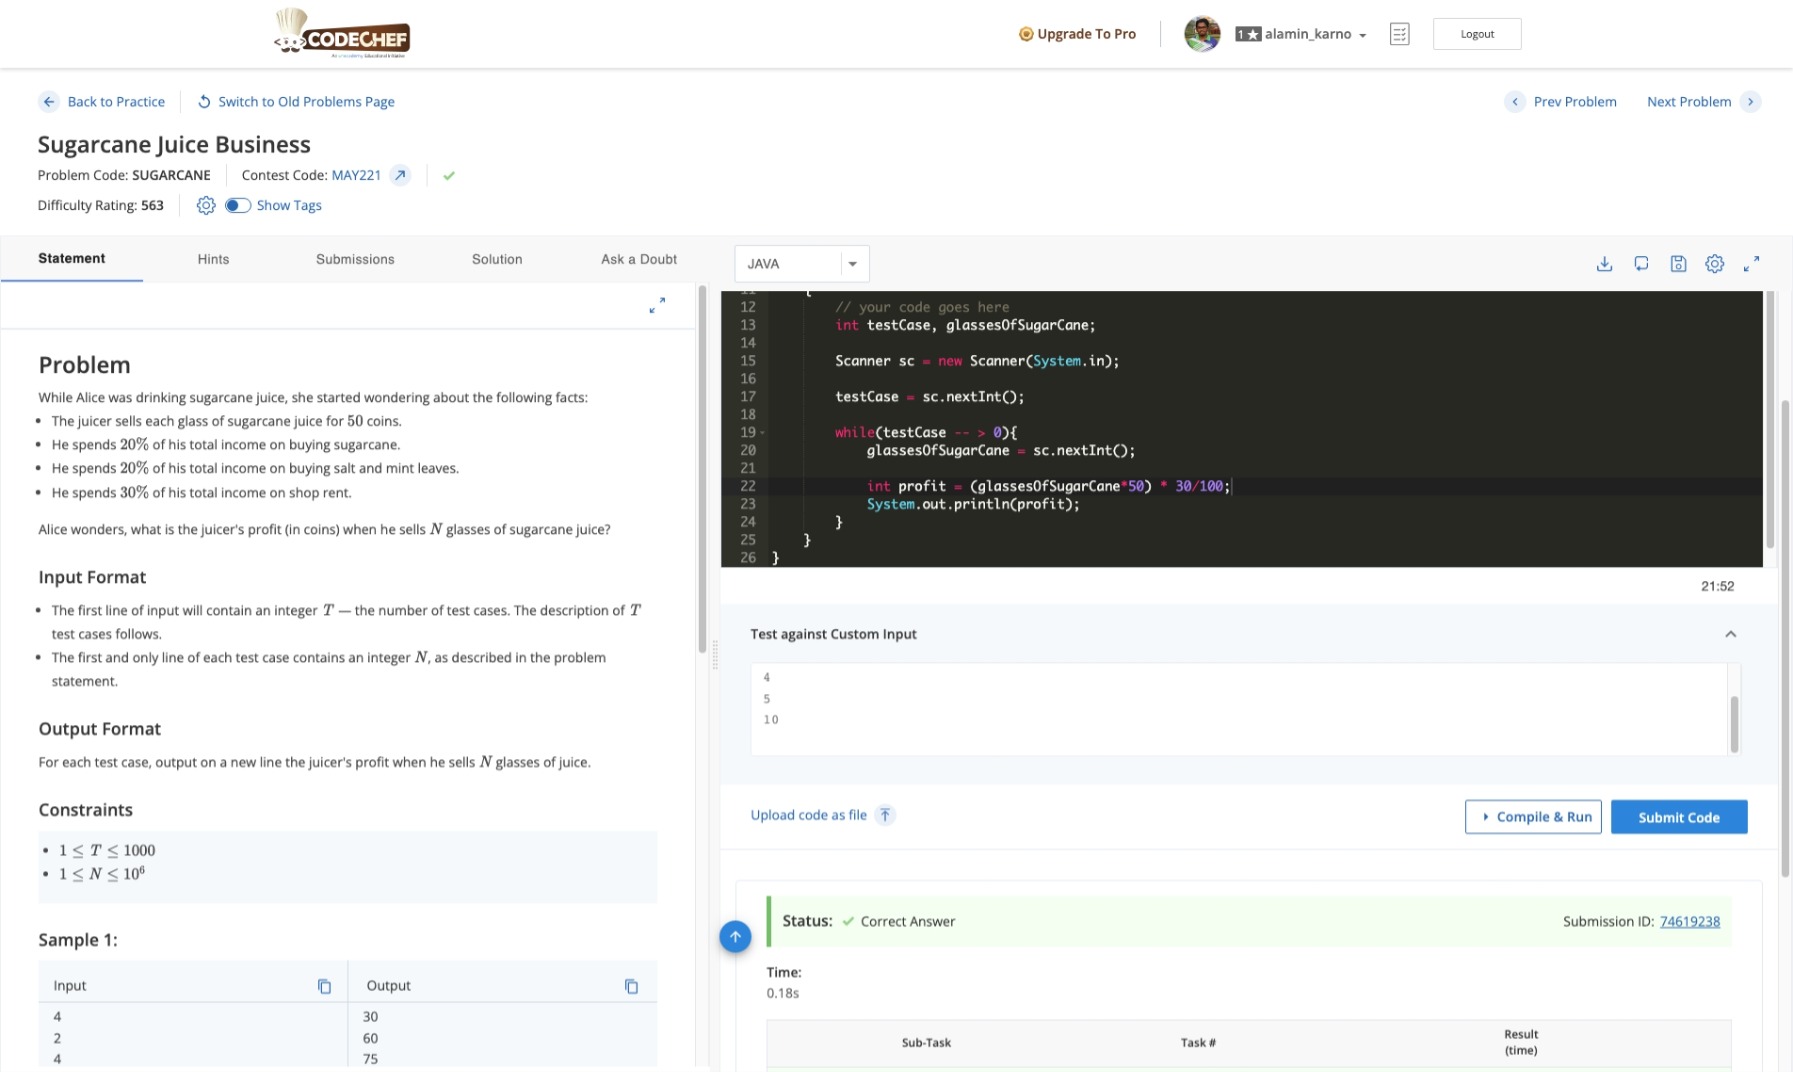 CODECHEF
Upgrade To Pro
1★ alamin_karno
Logout
Back to Practice
Switch to Old Problems Page
Prev Problem
Next Problem
Sugarcane Juice Business
Problem Code: SUGARCANE
Contest Code: MAY221
Difficulty Rating: 563
Show Tags
Statement
Hints
Submissions
Solution
Ask a Doubt
Problem
While Alice was drinking sugarcane juice, she started wondering about the following facts:
• The juicer sells each glass of sugarcane juice for 50 coins.
• He spends 20% of his total income on buying sugarcane.
• He spends 20% of his total income on buying salt and mint leaves.
• He spends 30% of his total income on shop rent.
Alice wonders, what is the juicer's profit (in coins) when he sells N glasses of sugarcane juice?
Input Format
• The first line of input will contain an integer T — the number of test cases. The description of T
test cases follows.
• The first and only line of each test case contains an integer N, as described in the problem
statement.
Output Format
For each test case, output on a new line the juicer's profit when he sells N glasses of juice.
Constraints
• 1 ≤ T ≤ 1000
• 1 ≤ N ≤ 10⁶
Sample 1:
Input
Output
4 30
2 60
4 75
JAVA
11 {
12 // your code goes here
13 int testCase, glassesOfSugarCane;
14
15 Scanner sc = new Scanner(System.in);
16
17 testCase = sc.nextInt();
18
19 while(testCase -- > 0){
20 glassesOfSugarCane = sc.nextInt();
21
22 int profit = (glassesOfSugarCane*50) * 30/100;
23 System.out.println(profit);
24 }
25 }
26 }
21:52
Test against Custom Input
4
5
10
Upload code as file
Compile & Run
Submit Code
Status: Correct Answer
Submission ID: 74619238
Time:
0.18s
Sub-Task
Task #
Result
(time)